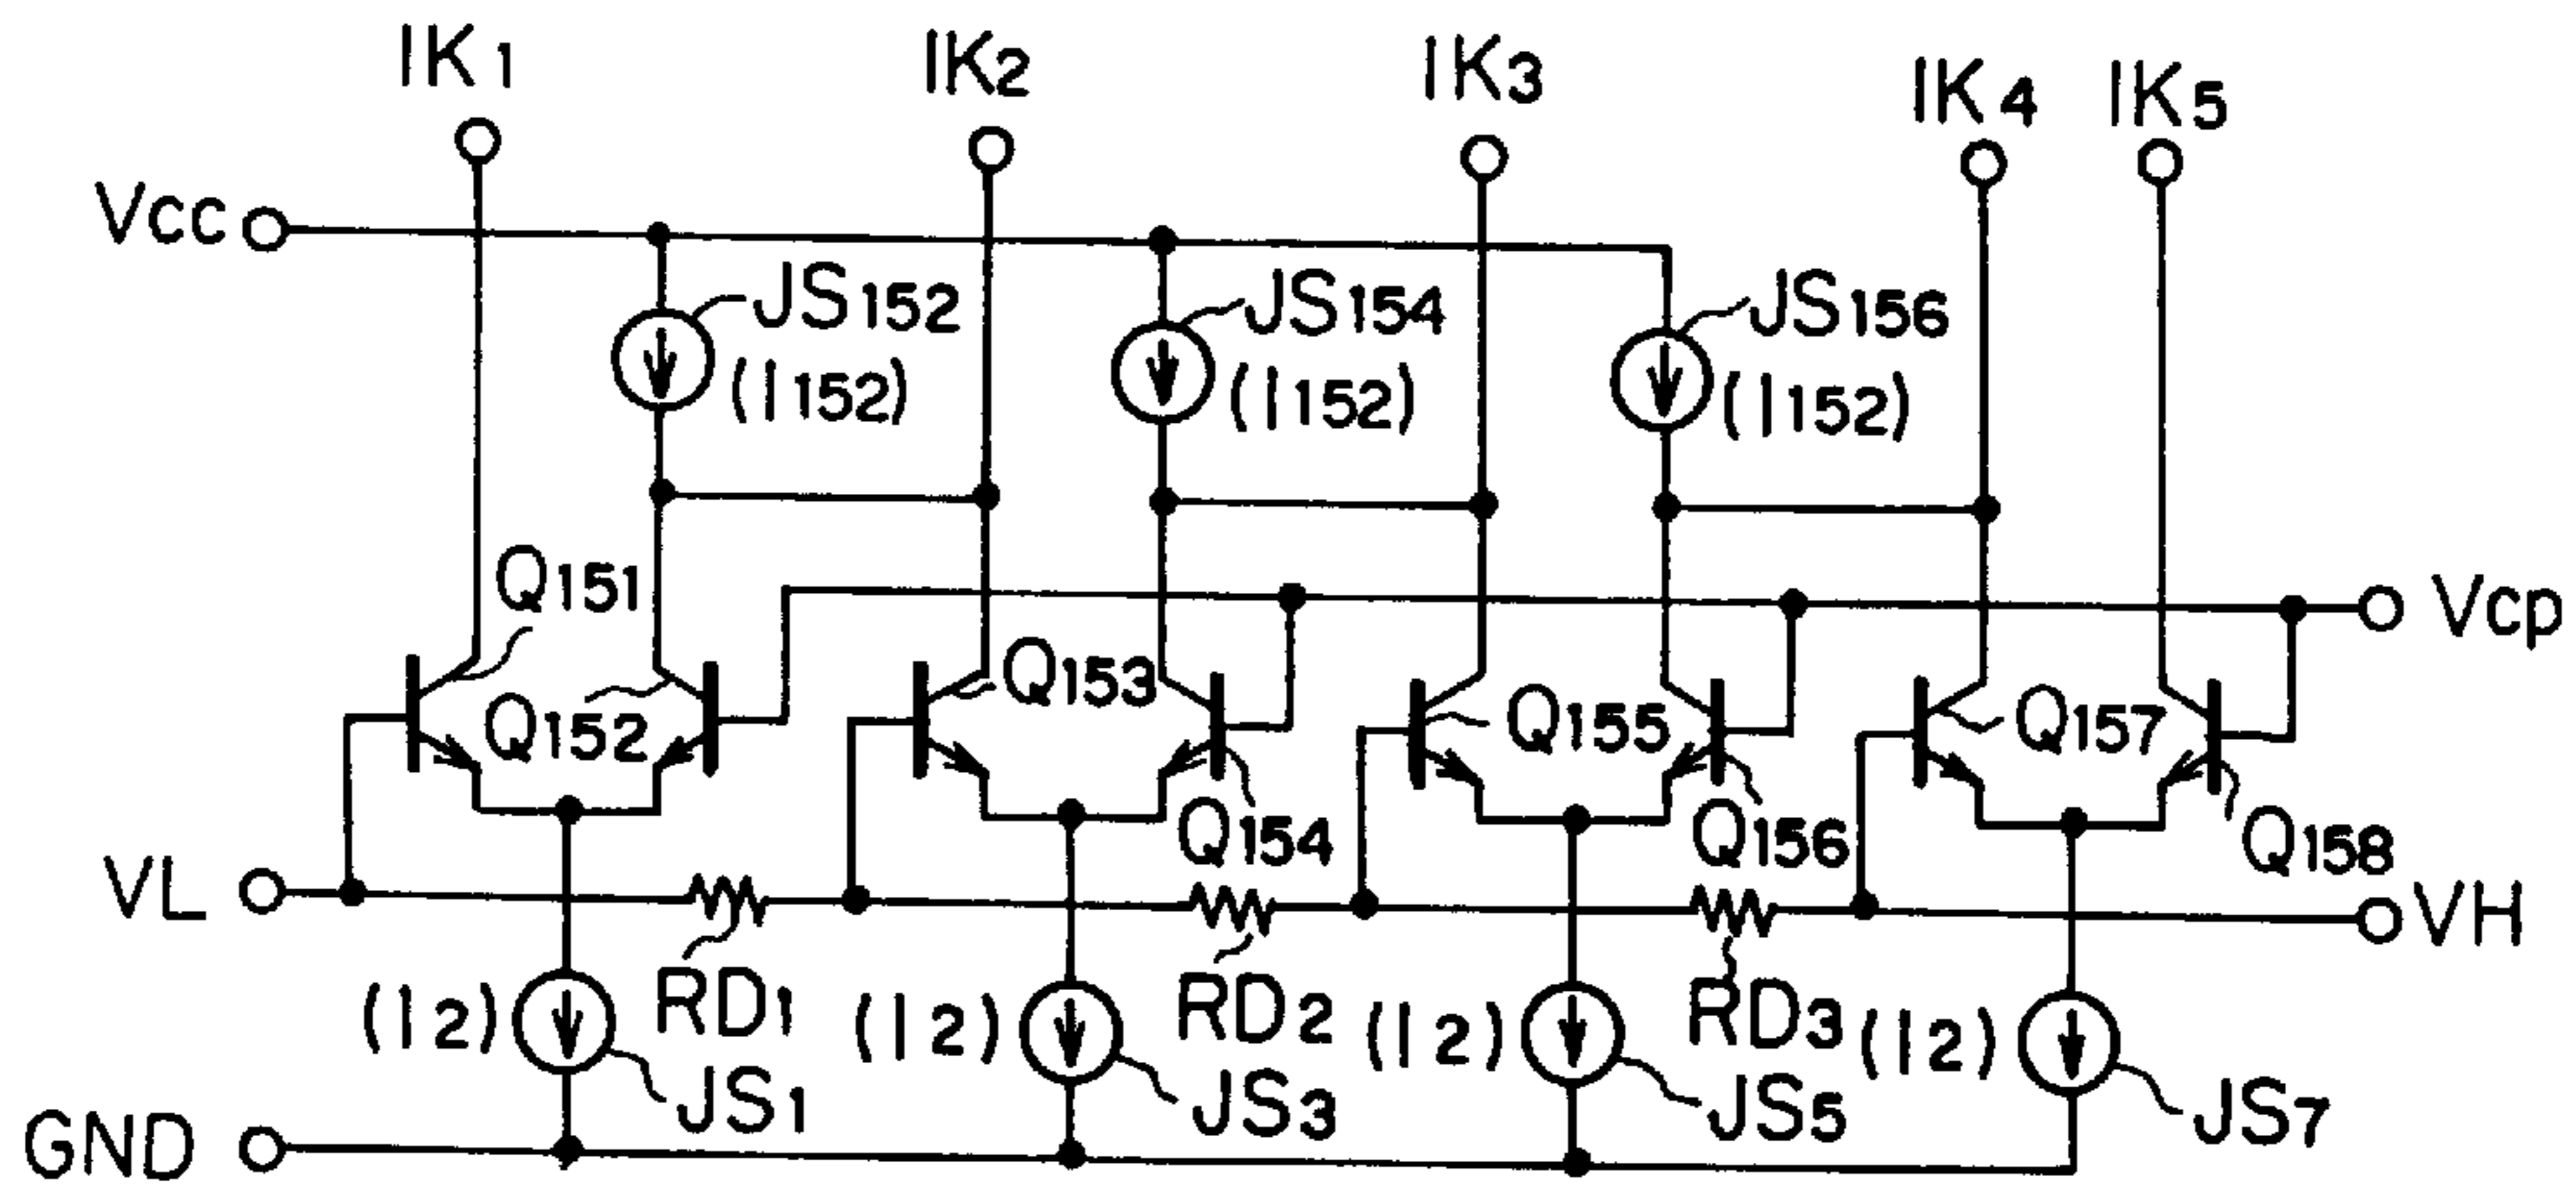 IK1 IK2 IK3 IK4 IK5
Vcc
JS152 JS154 JS156
(I152) (I152) (I152)
Q151
Vcp
Q152 Q153 Q155 Q157
Q154 Q156 Q158
VL VH
RD1 RD2 RD3
(I2) (I2) (I2) (I2)
JS1 JS3 JS5 JS7
GND